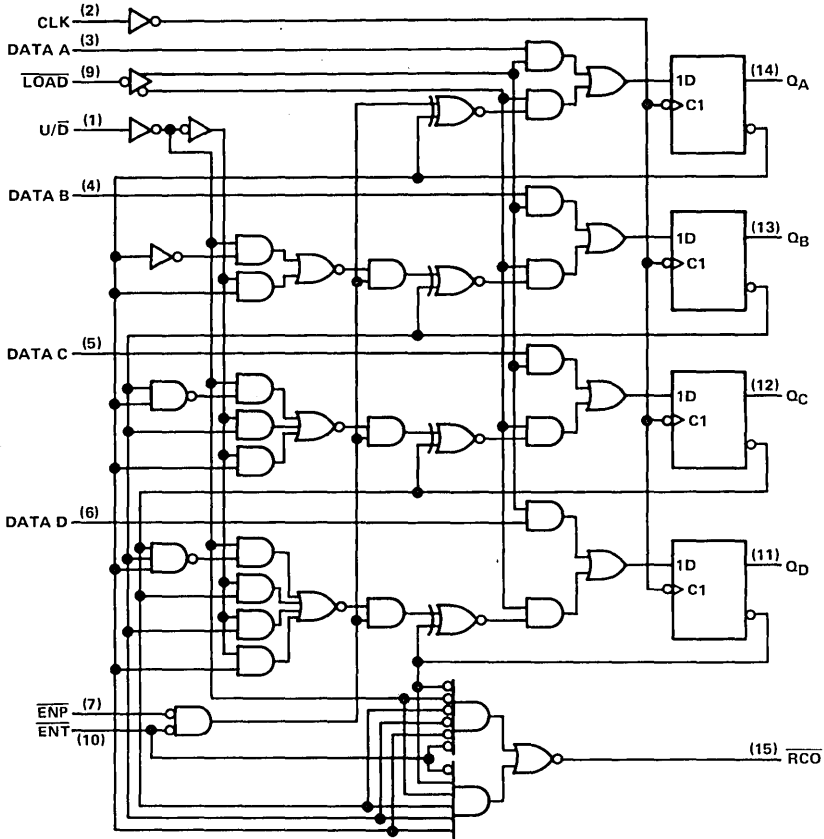 CLK (2)
DATA A (3)
LOAD (9)
U/D (1)
1D
C1
(14) QA
DATA B (4)
1D
C1
(13) QB
DATA C (5)
1D
C1
(12) QC
DATA D (6)
1D
C1
(11) QD
ENP (7)
ENT (10)
(15) RCO